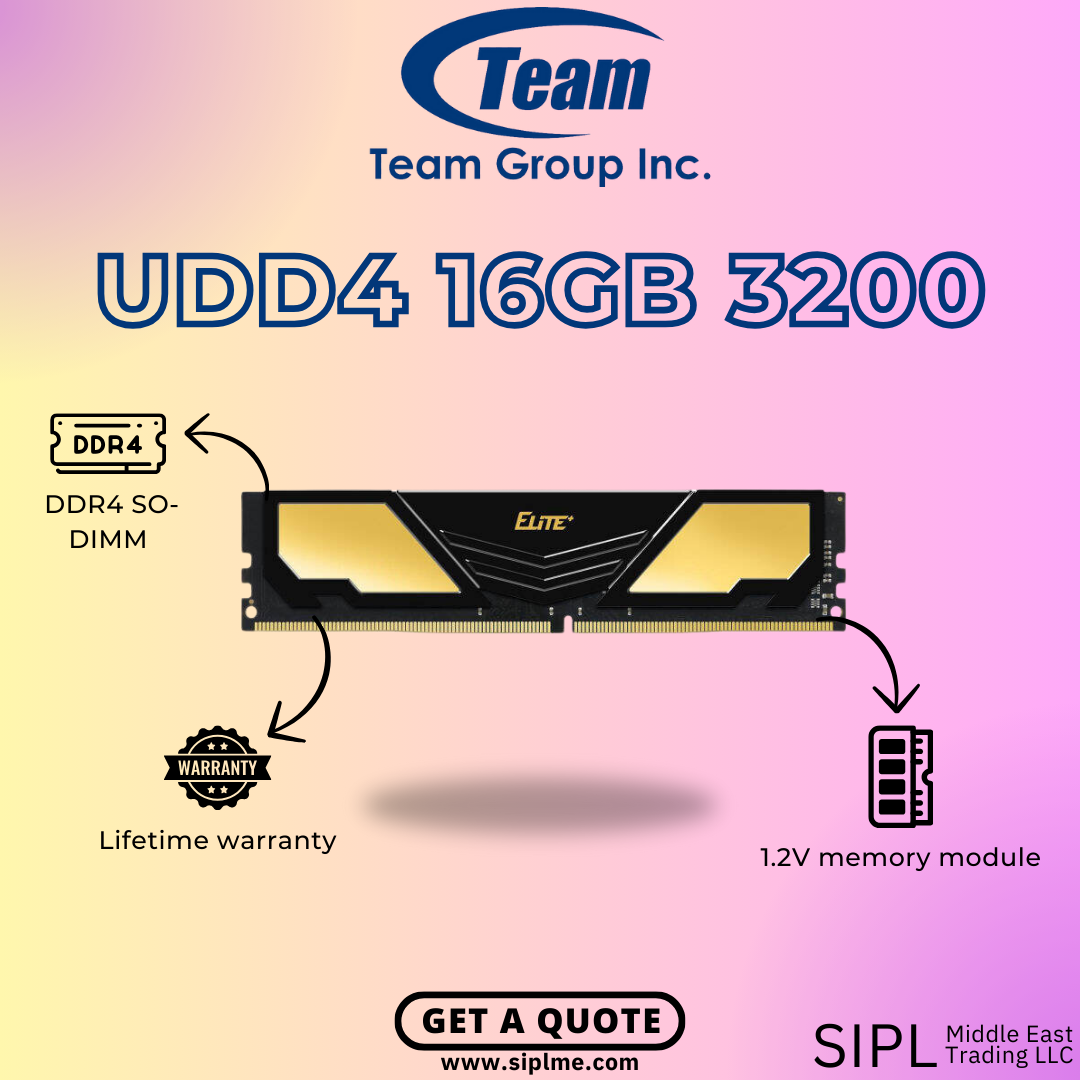 Team
Team Group Inc.
UDD4 16GB 3200
DDR4
DDR4 SO-
DIMM
ELiTE+
WARRANTY
Lifetime warranty
1.2V memory module
GET A QUOTE
www.siplme.com
SIPL
Middle East
Trading LLC